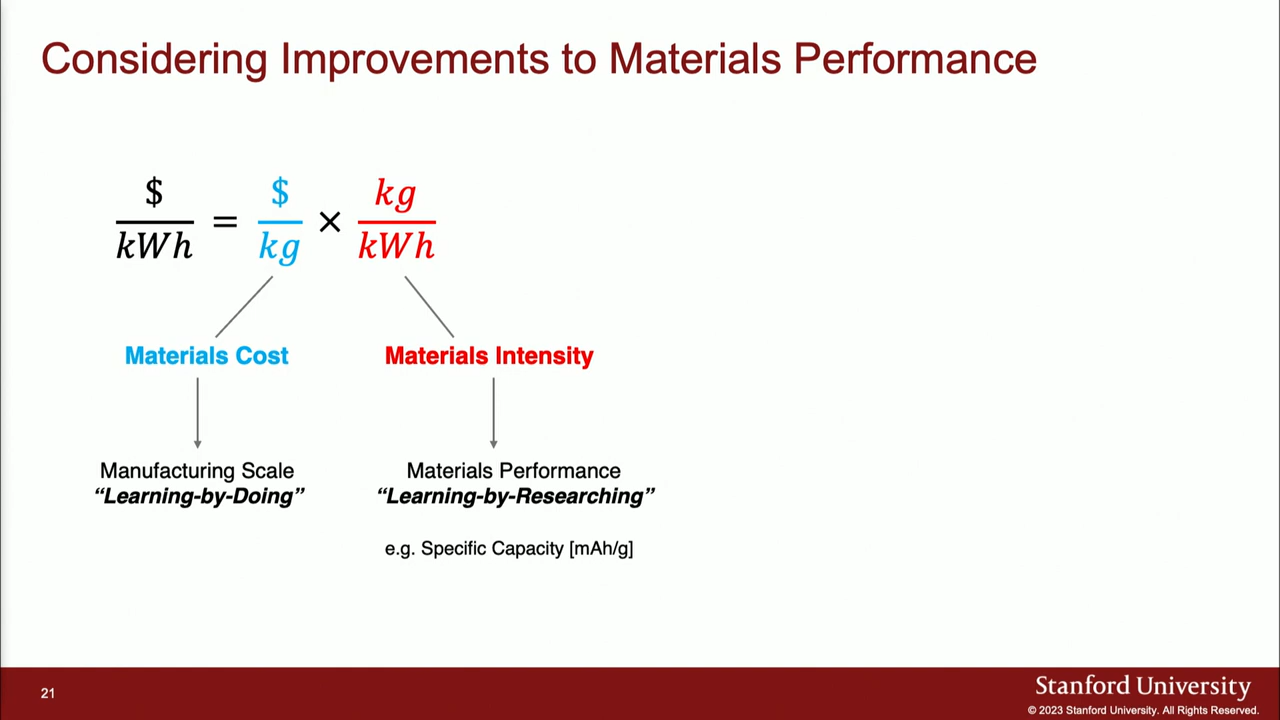 Considering Improvements to Materials Performance
$/kWh = $/kg × kg/kWh
Materials Cost
Materials Intensity
Manufacturing Scale
“Learning-by-Doing”
Materials Performance
“Learning-by-Researching”
e.g. Specific Capacity [mAh/g]
21
Stanford University
© 2023 Stanford University. All Rights Reserved.